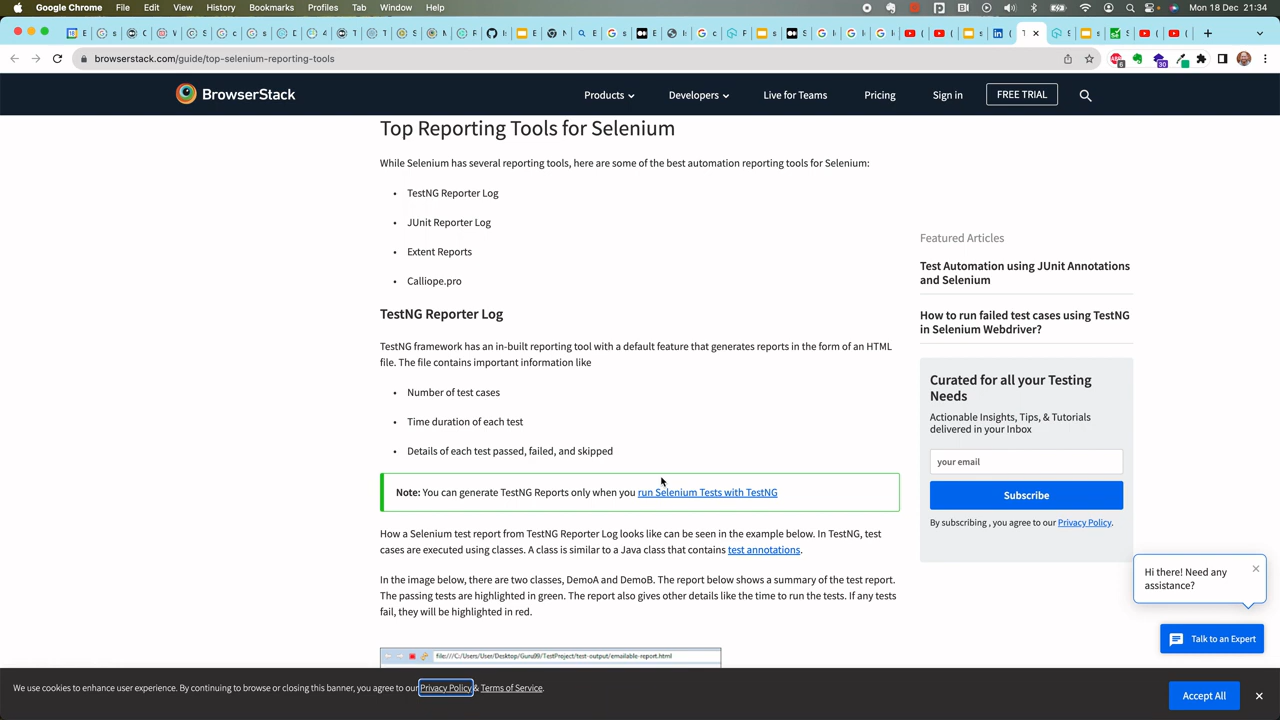 Google Chrome File Edit View History Bookmarks Profiles Tab Window Help
Mon 18 Dec 21:34
browserstack.com/guide/top-selenium-reporting-tools
6
30
BrowserStack
Products
Developers
Live for Teams
Pricing
Sign in
FREE TRIAL
Top Reporting Tools for Selenium
While Selenium has several reporting tools, here are some of the best automation reporting tools for Selenium:
• TestNG Reporter Log
• JUnit Reporter Log
• Extent Reports
• Calliope.pro
TestNG Reporter Log
TestNG framework has an in-built reporting tool with a default feature that generates reports in the form of an HTML
file. The file contains important information like
• Number of test cases
• Time duration of each test
• Details of each test passed, failed, and skipped
Note: You can generate TestNG Reports only when you run Selenium Tests with TestNG
How a Selenium test report from TestNG Reporter Log looks like can be seen in the example below. In TestNG, test
cases are executed using classes. A class is similar to a Java class that contains test annotations.
In the image below, there are two classes, DemoA and DemoB. The report below shows a summary of the test report.
The passing tests are highlighted in green. The report also gives other details like the time to run the tests. If any tests
fail, they will be highlighted in red.
file:///C:/Users/User/Desktop/Guru99/TestProject/test-output/emailable-report.html
Featured Articles
Test Automation using JUnit Annotations
and Selenium
How to run failed test cases using TestNG
in Selenium Webdriver?
Curated for all your Testing
Needs
Actionable Insights, Tips, & Tutorials
delivered in your Inbox
your email
Subscribe
By subscribing , you agree to our Privacy Policy.
Hi there! Need any
assistance?
Talk to an Expert
We use cookies to enhance user experience. By continuing to browse or closing this banner, you agree to our Privacy Policy & Terms of Service.
Accept All